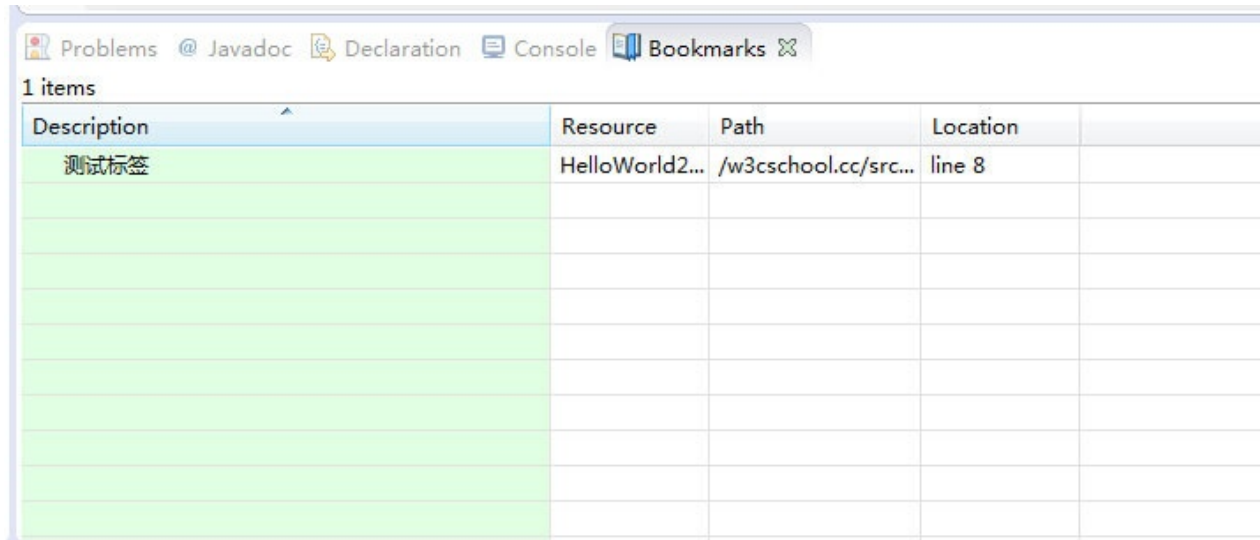 Problems @ Javadoc Declaration Console Bookmarks
1 items
Description Resource Path Location
测试标签 HelloWorld2... /w3cschool.cc/src... line 8